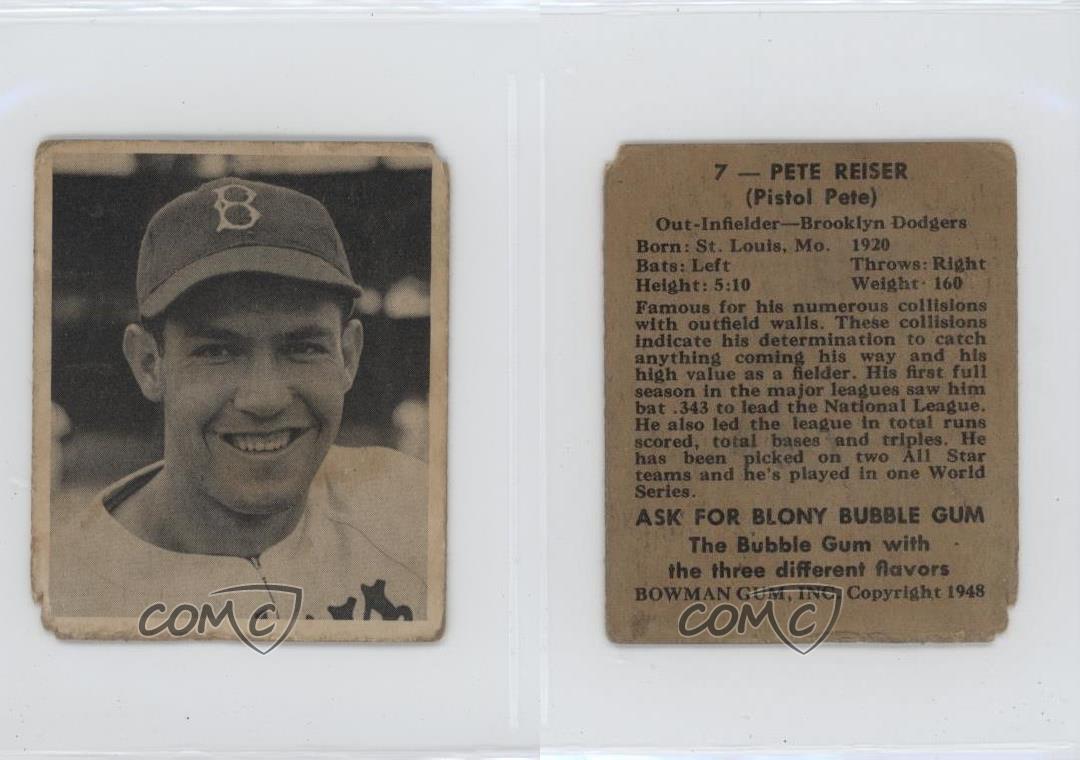 B
COMC
7 — PETE REISER
(Pistol Pete)
Out-Infielder—Brooklyn Dodgers
Born: St. Louis, Mo. 1920
Bats: Left Throws: Right
Height: 5:10 Weight: 160
Famous for his numerous collisions
with outfield walls. These collisions
indicate his determination to catch
anything coming his way and his
high value as a fielder. His first full
season in the major leagues saw him
bat .343 to lead the National League.
He also led the league in total runs
scored, total bases and triples. He
has been picked on two All Star
teams and he's played in one World
Series.
ASK FOR BLONY BUBBLE GUM
The Bubble Gum with
the three different flavors
BOWMAN GUM, INC. Copyright 1948
COMC